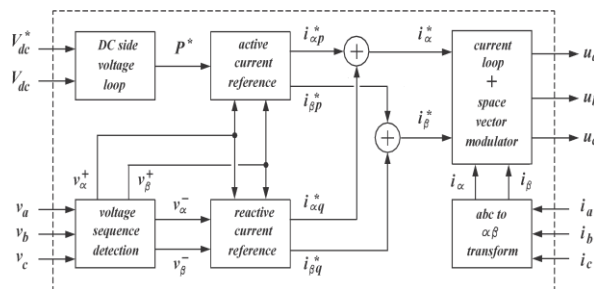 V*dc
Vdc
DC side
voltage
loop
P*
active
current
reference
i*αp
i*βp
+
+
i*α
i*β
current
loop
+
space
vector
modulator
v+α
v+β
va
vb
vc
voltage
sequence
detection
v−α
v−β
reactive
current
reference
i*αq
i*βq
iα
iβ
abc to
αβ
transform
ia
ib
ic